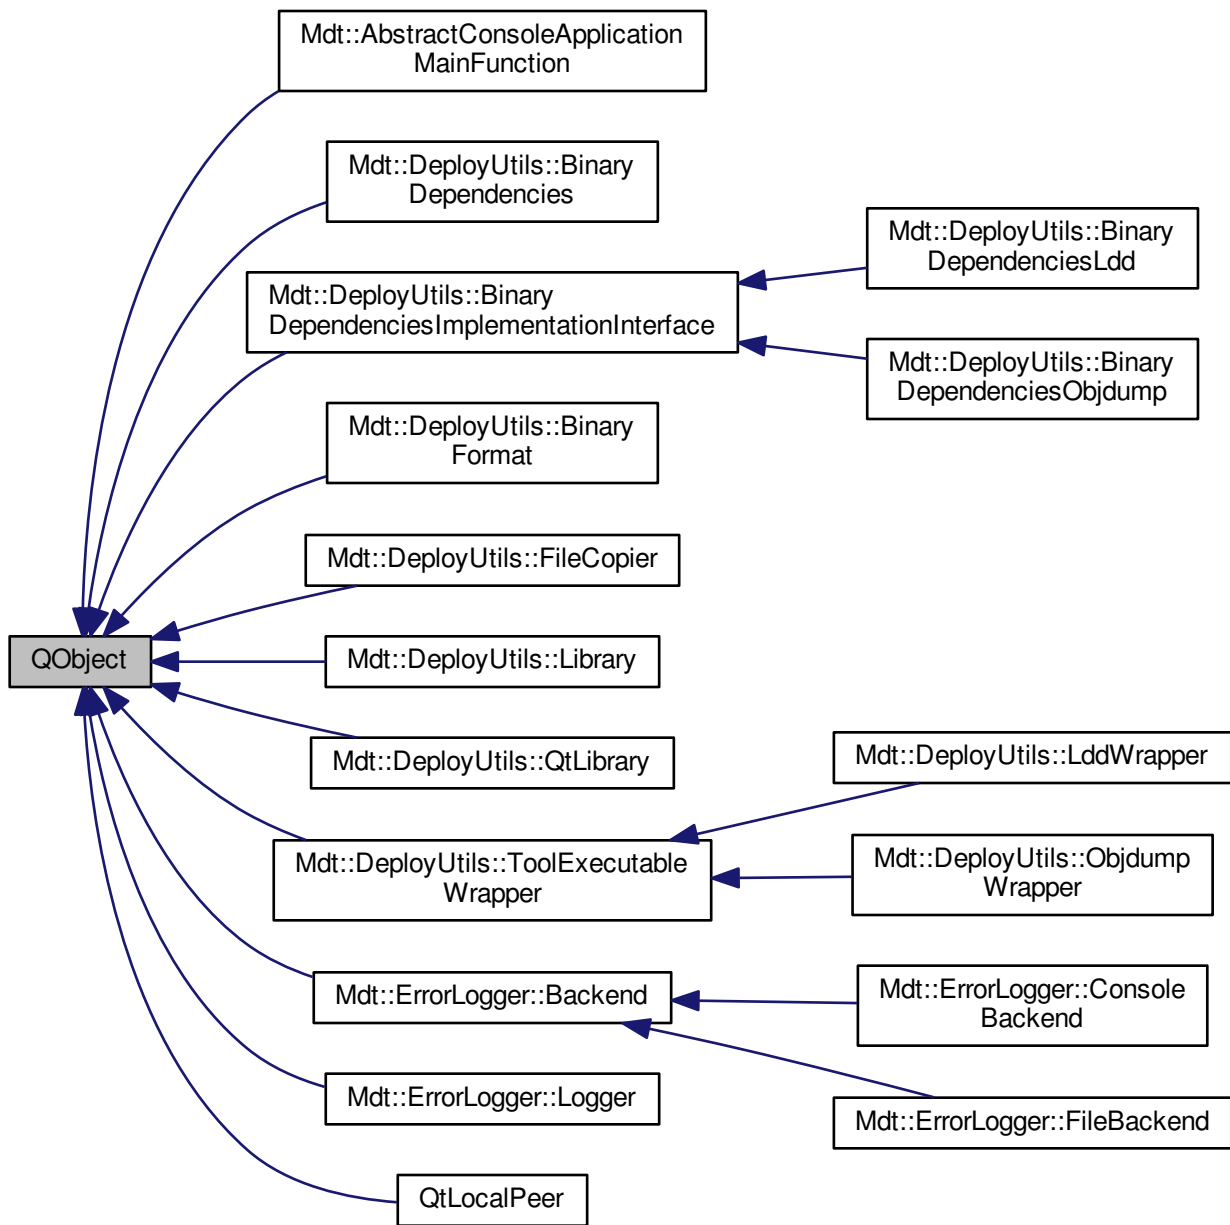 Mdt::AbstractConsoleApplication
MainFunction
Mdt::DeployUtils::Binary
Dependencies
Mdt::DeployUtils::Binary
DependenciesImplementationInterface
Mdt::DeployUtils::Binary
DependenciesLdd
Mdt::DeployUtils::Binary
DependenciesObjdump
Mdt::DeployUtils::Binary
Format
Mdt::DeployUtils::FileCopier
QObject
Mdt::DeployUtils::Library
Mdt::DeployUtils::QtLibrary
Mdt::DeployUtils::ToolExecutable
Wrapper
Mdt::DeployUtils::LddWrapper
Mdt::DeployUtils::Objdump
Wrapper
Mdt::ErrorLogger::Backend
Mdt::ErrorLogger::Console
Backend
Mdt::ErrorLogger::FileBackend
Mdt::ErrorLogger::Logger
QtLocalPeer